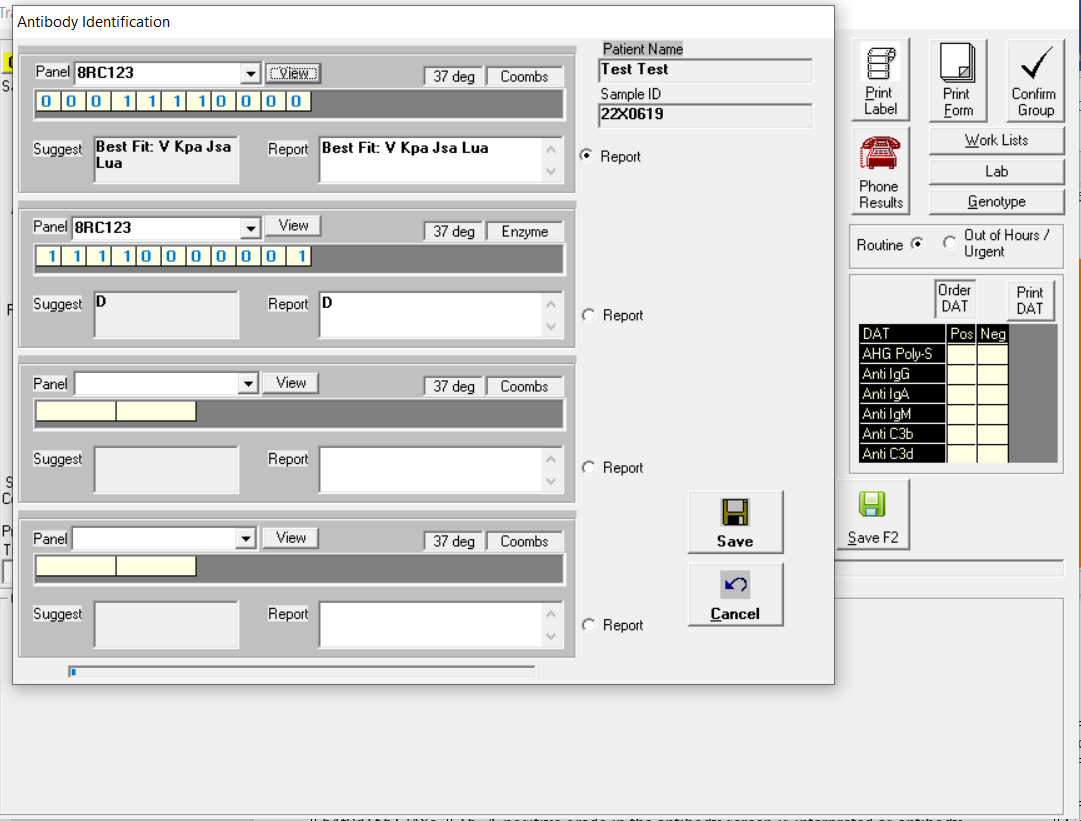 Antibody Identification
Panel 8RC123 View 37 deg Coombs
0 0 0 1 1 1 1 0 0 0 0
Suggest Best Fit: V Kpa Jsa Lua Report Best Fit: V Kpa Jsa Lua
Report
Panel 8RC123 View 37 deg Enzyme
1 1 1 1 0 0 0 0 0 0 1
Suggest D Report D
Report
Panel View 37 deg Coombs
Suggest Report
Report
Panel View 37 deg Coombs
Suggest Report
Report
Patient Name
Test Test
Sample ID
22X0619
Save
Cancel
Print Label
Print Form
Confirm Group
Phone Results
Work Lists
Lab
Genotype
Routine
Out of Hours / Urgent
Order DAT
Print DAT
DAT Pos Neg
AHG Poly-S
Anti IgG
Anti IgA
Anti IgM
Anti C3b
Anti C3d
Save F2